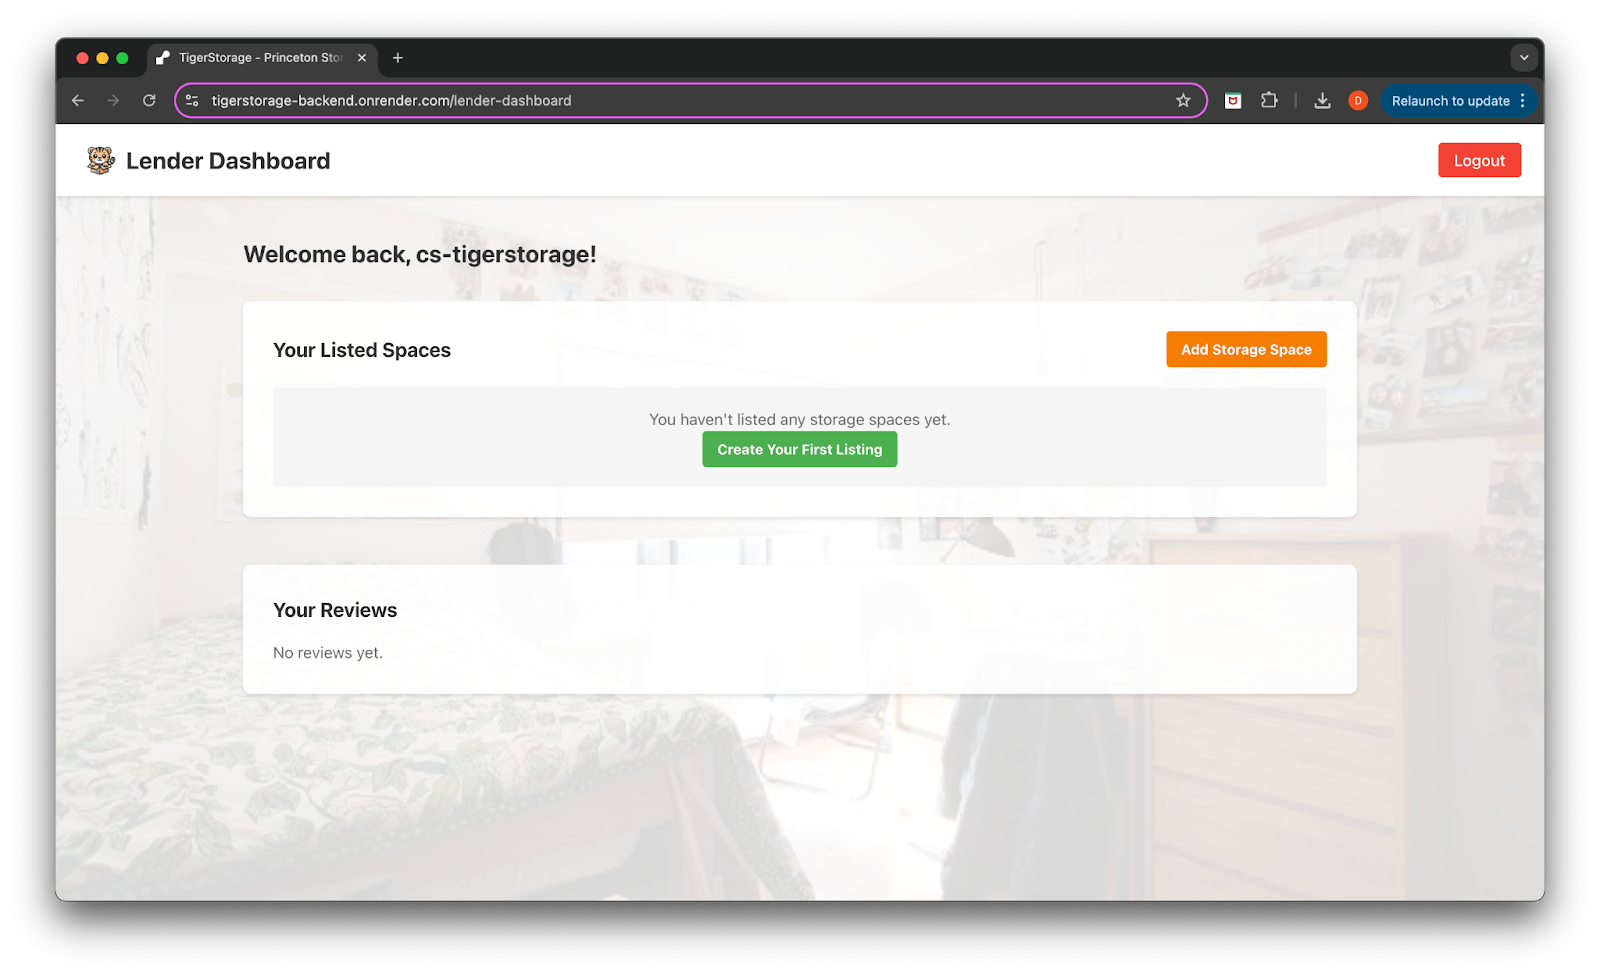 TigerStorage - Princeton Stor
tigerstorage-backend.onrender.com/lender-dashboard
D
Relaunch to update
Lender Dashboard
Logout
Welcome back, cs-tigerstorage!
Your Listed Spaces
Add Storage Space
You haven't listed any storage spaces yet.
Create Your First Listing
Your Reviews
No reviews yet.